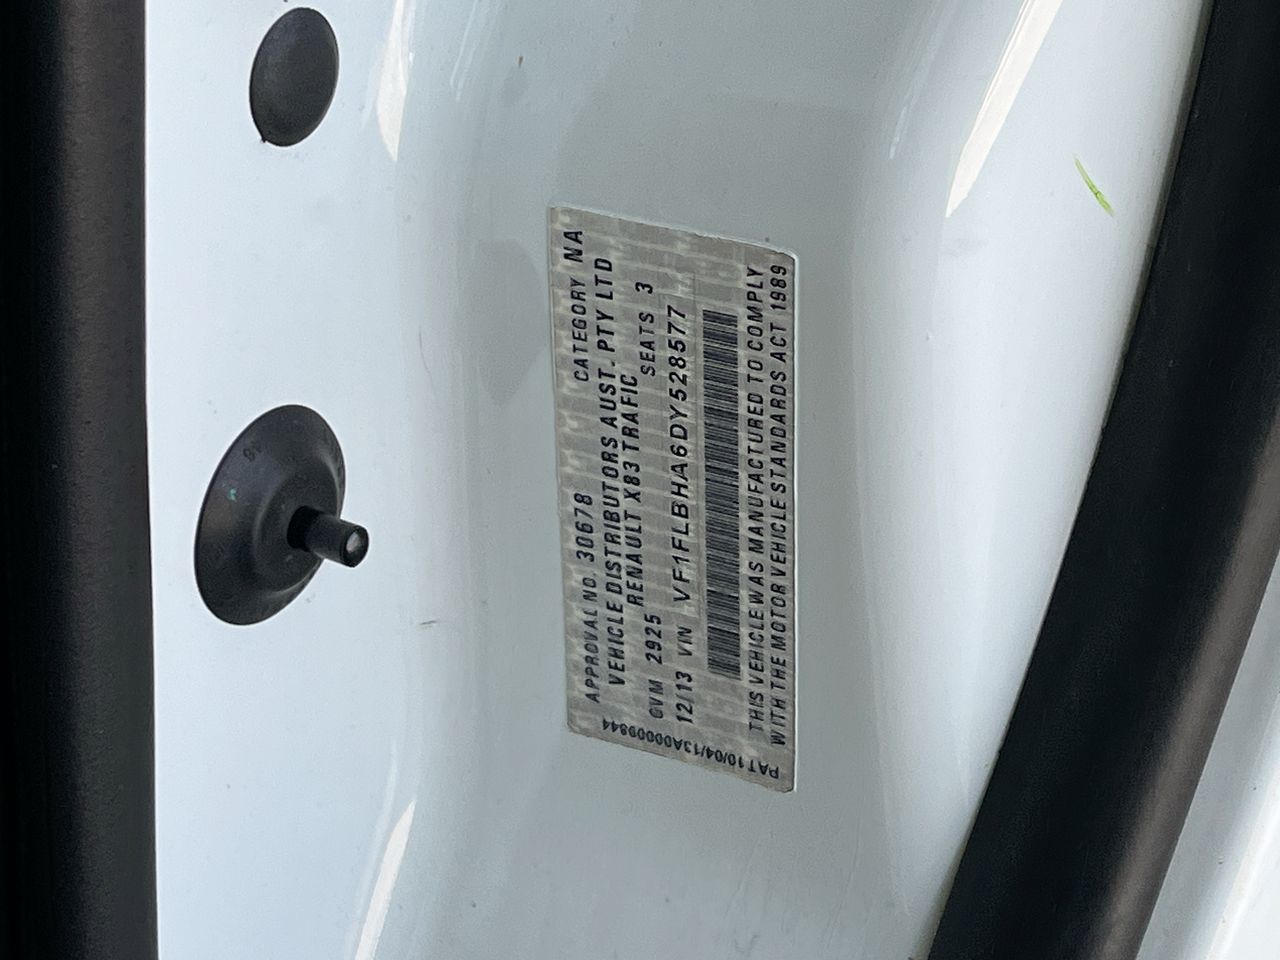 APPROVAL NO. 30678 CATEGORY NA
VEHICLE DISTRIBUTORS AUST. PTY LTD
RENAULT X83 TRAFIC
GVM 2925 SEATS 3
12/13 VIN VF1FLBHA6DY528577
THIS VEHICLE WAS MANUFACTURED TO COMPLY
WITH THE MOTOR VEHICLE STANDARDS ACT 1989
PAT10/04/13A00009844